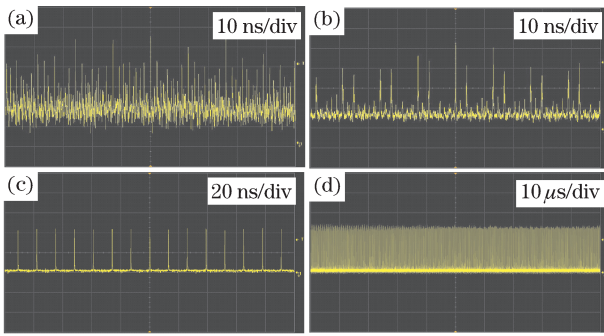 (a)
10 ns/div
(b)
10 ns/div
(c)
20 ns/div
(d)
10 μs/div